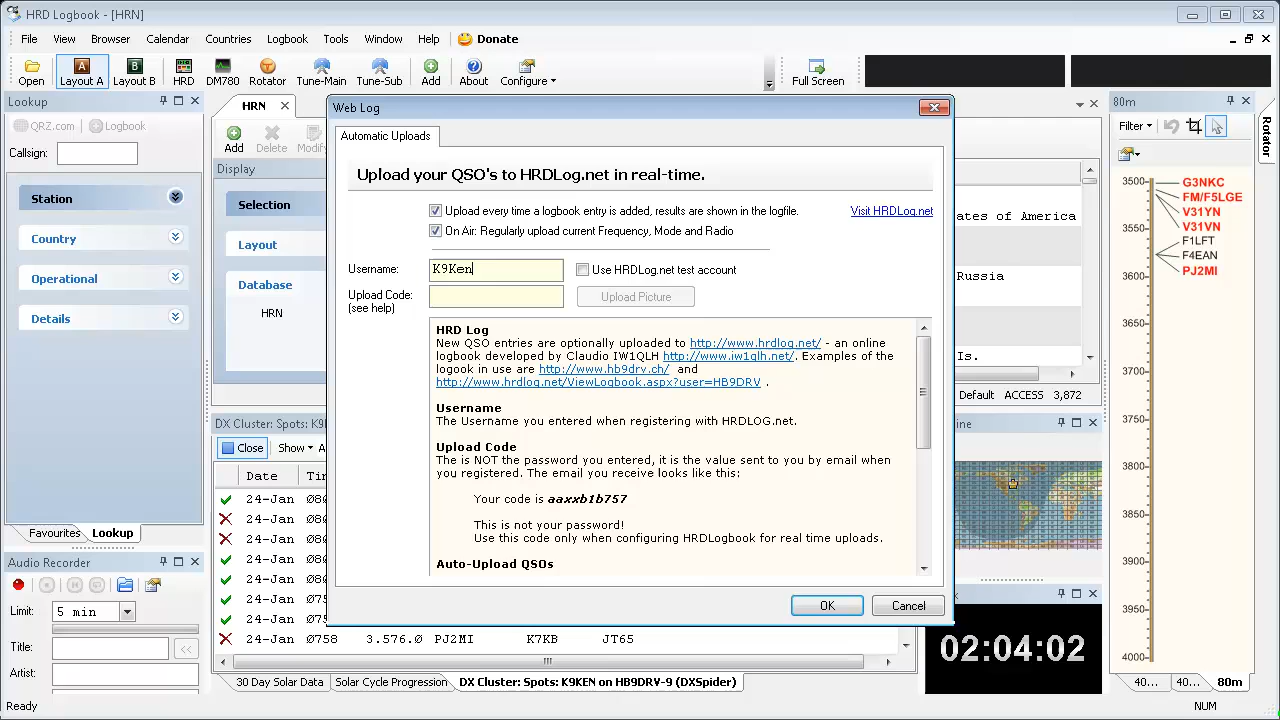 HRD Logbook - [HRN]
File View Browser Calendar Countries Logbook Tools Window Help Donate
Open Layout A Layout B HRD DM780 Rotator Tune-Main Tune-Sub Add About Configure Full Screen
Lookup
QRZ.com Logbook
Callsign:
Station
Country
Operational
Details
Favourites Lookup
Audio Recorder
Limit: 5 min
Title:
Artist:
Ready
HRN
Add Delete Modify
Display
Selection
Layout
Database
HRN
Web Log
Automatic Uploads
Upload your QSO's to HRDLog.net in real-time.
Upload every time a logbook entry is added, results are shown in the logfile. Visit HRDLog.net
On Air: Regularly upload current Frequency, Mode and Radio
Username: K9Ken Use HRDLog.net test account
Upload Code: Upload Picture
(see help)
HRD Log
New QSO entries are optionally uploaded to http://www.hrdlog.net/ - an online
logbook developed by Claudio IW1QLH http://www.iw1qlh.net/. Examples of the
logook in use are http://www.hb9drv.ch/ and
http://www.hrdlog.net/ViewLogbook.aspx?user=HB9DRV .
Username
The Username you entered when registering with HRDLOG.net.
Upload Code
The is NOT the password you entered, it is the value sent to you by email when
you registered. The email you receive looks like this:
Your code is aaxxb1b757
This is not your password!
Use this code only when configuring HRDLogbook for real time uploads.
Auto-Upload QSOs
OK Cancel
ates of America
Russia
Is.
Default ACCESS 3,872
DX Cluster: Spots: K9K
Close Show
Date
24-Jan
24-Jan
24-Jan
24-Jan
24-Jan
24-Jan
24-Jan
24-Jan Ø758 3.576.Ø PJ2MI K7KB JT65
30 Day Solar Data Solar Cycle Progression DX Cluster: Spots: K9KEN on HB9DRV-9 (DXSpider)
02:04:02
80m
Filter
Rotator
3500
3600
3650
3700
3750
3800
3850
3900
3950
4000
G3NKC
FM/F5LGE
V31YN
V31VN
F1LFT
F4EAN
PJ2MI
40... 40... 80m
NUM